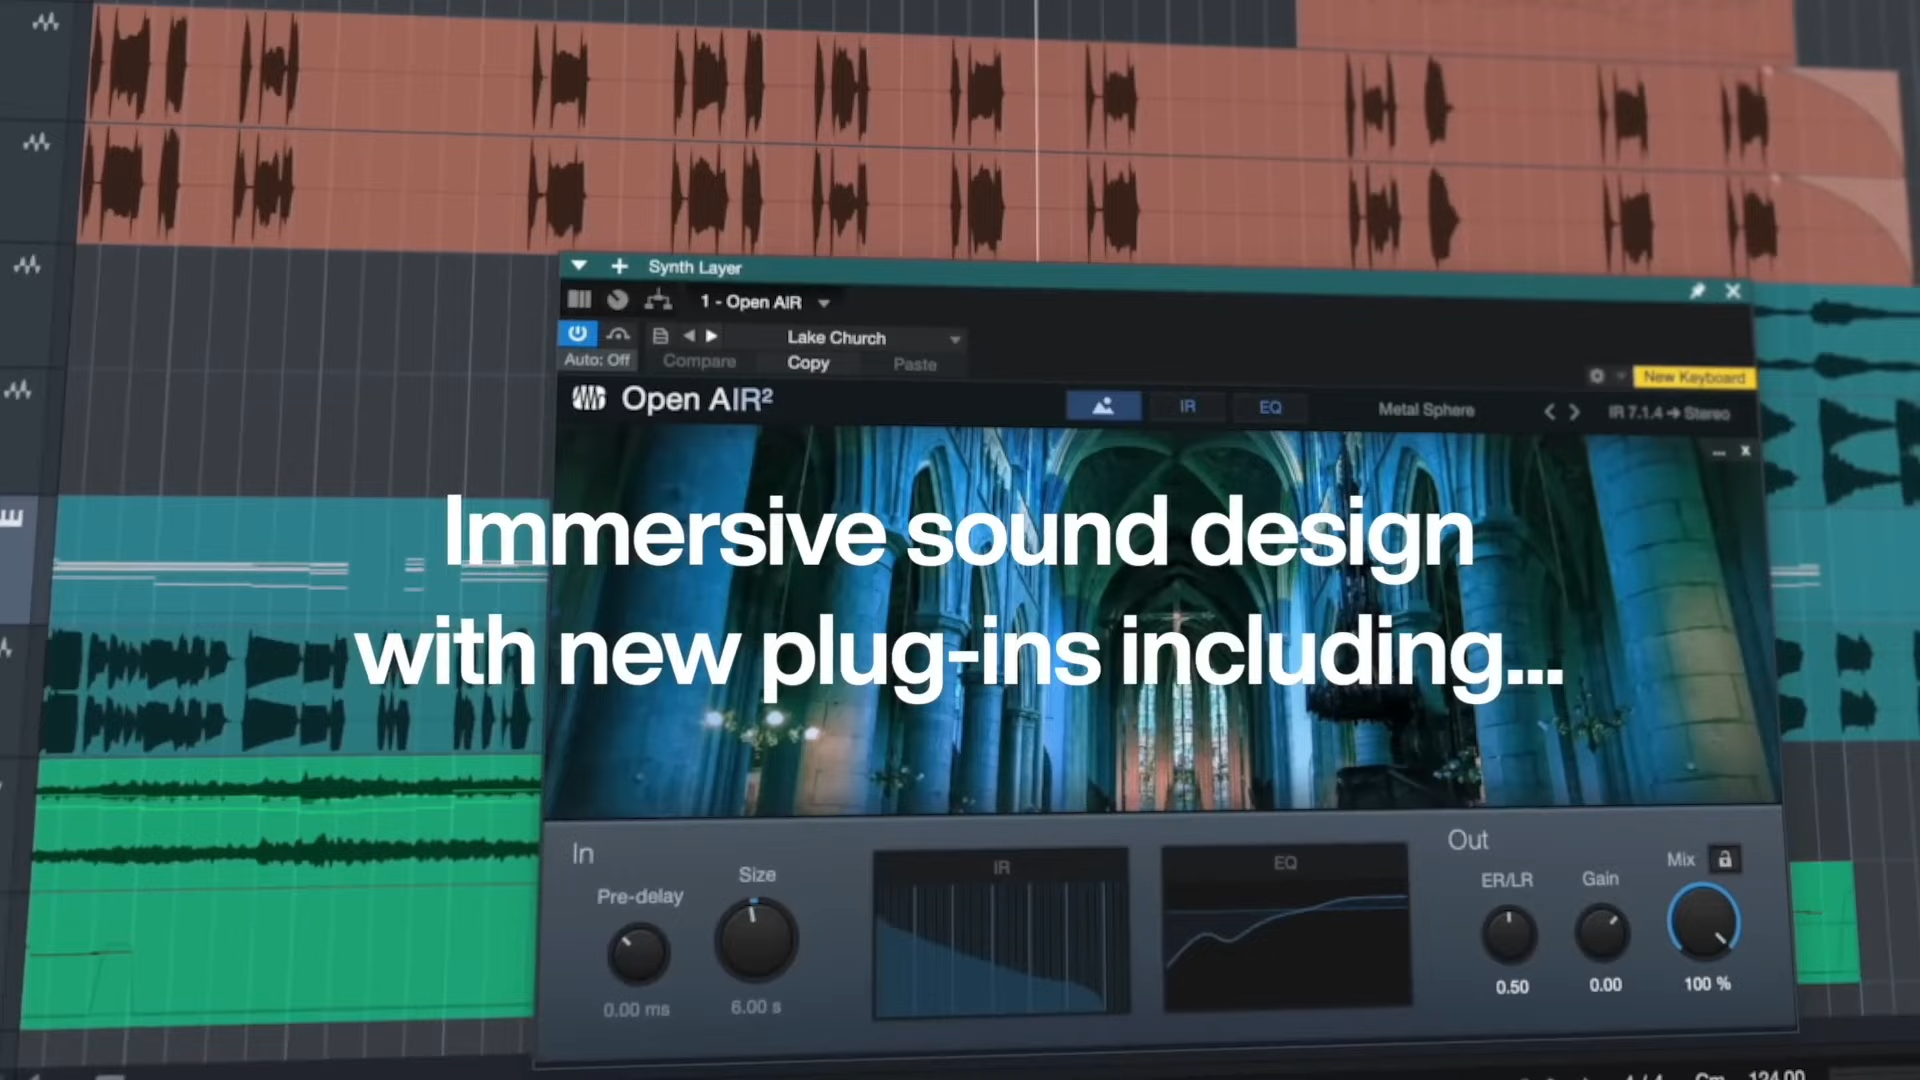 Synth Layer
1 - Open AIR
Lake Church
Auto: Off
Compare
Copy
Paste
New Keyboard
Open AIR²
IR
EQ
Metal Sphere
IR 7.1.4 → Stereo
Immersive sound design
with new plug-ins including...
In
Pre-delay
0.00 ms
Size
6.00 s
IR
EQ
Out
ER/LR
0.50
Gain
0.00
Mix
100 %